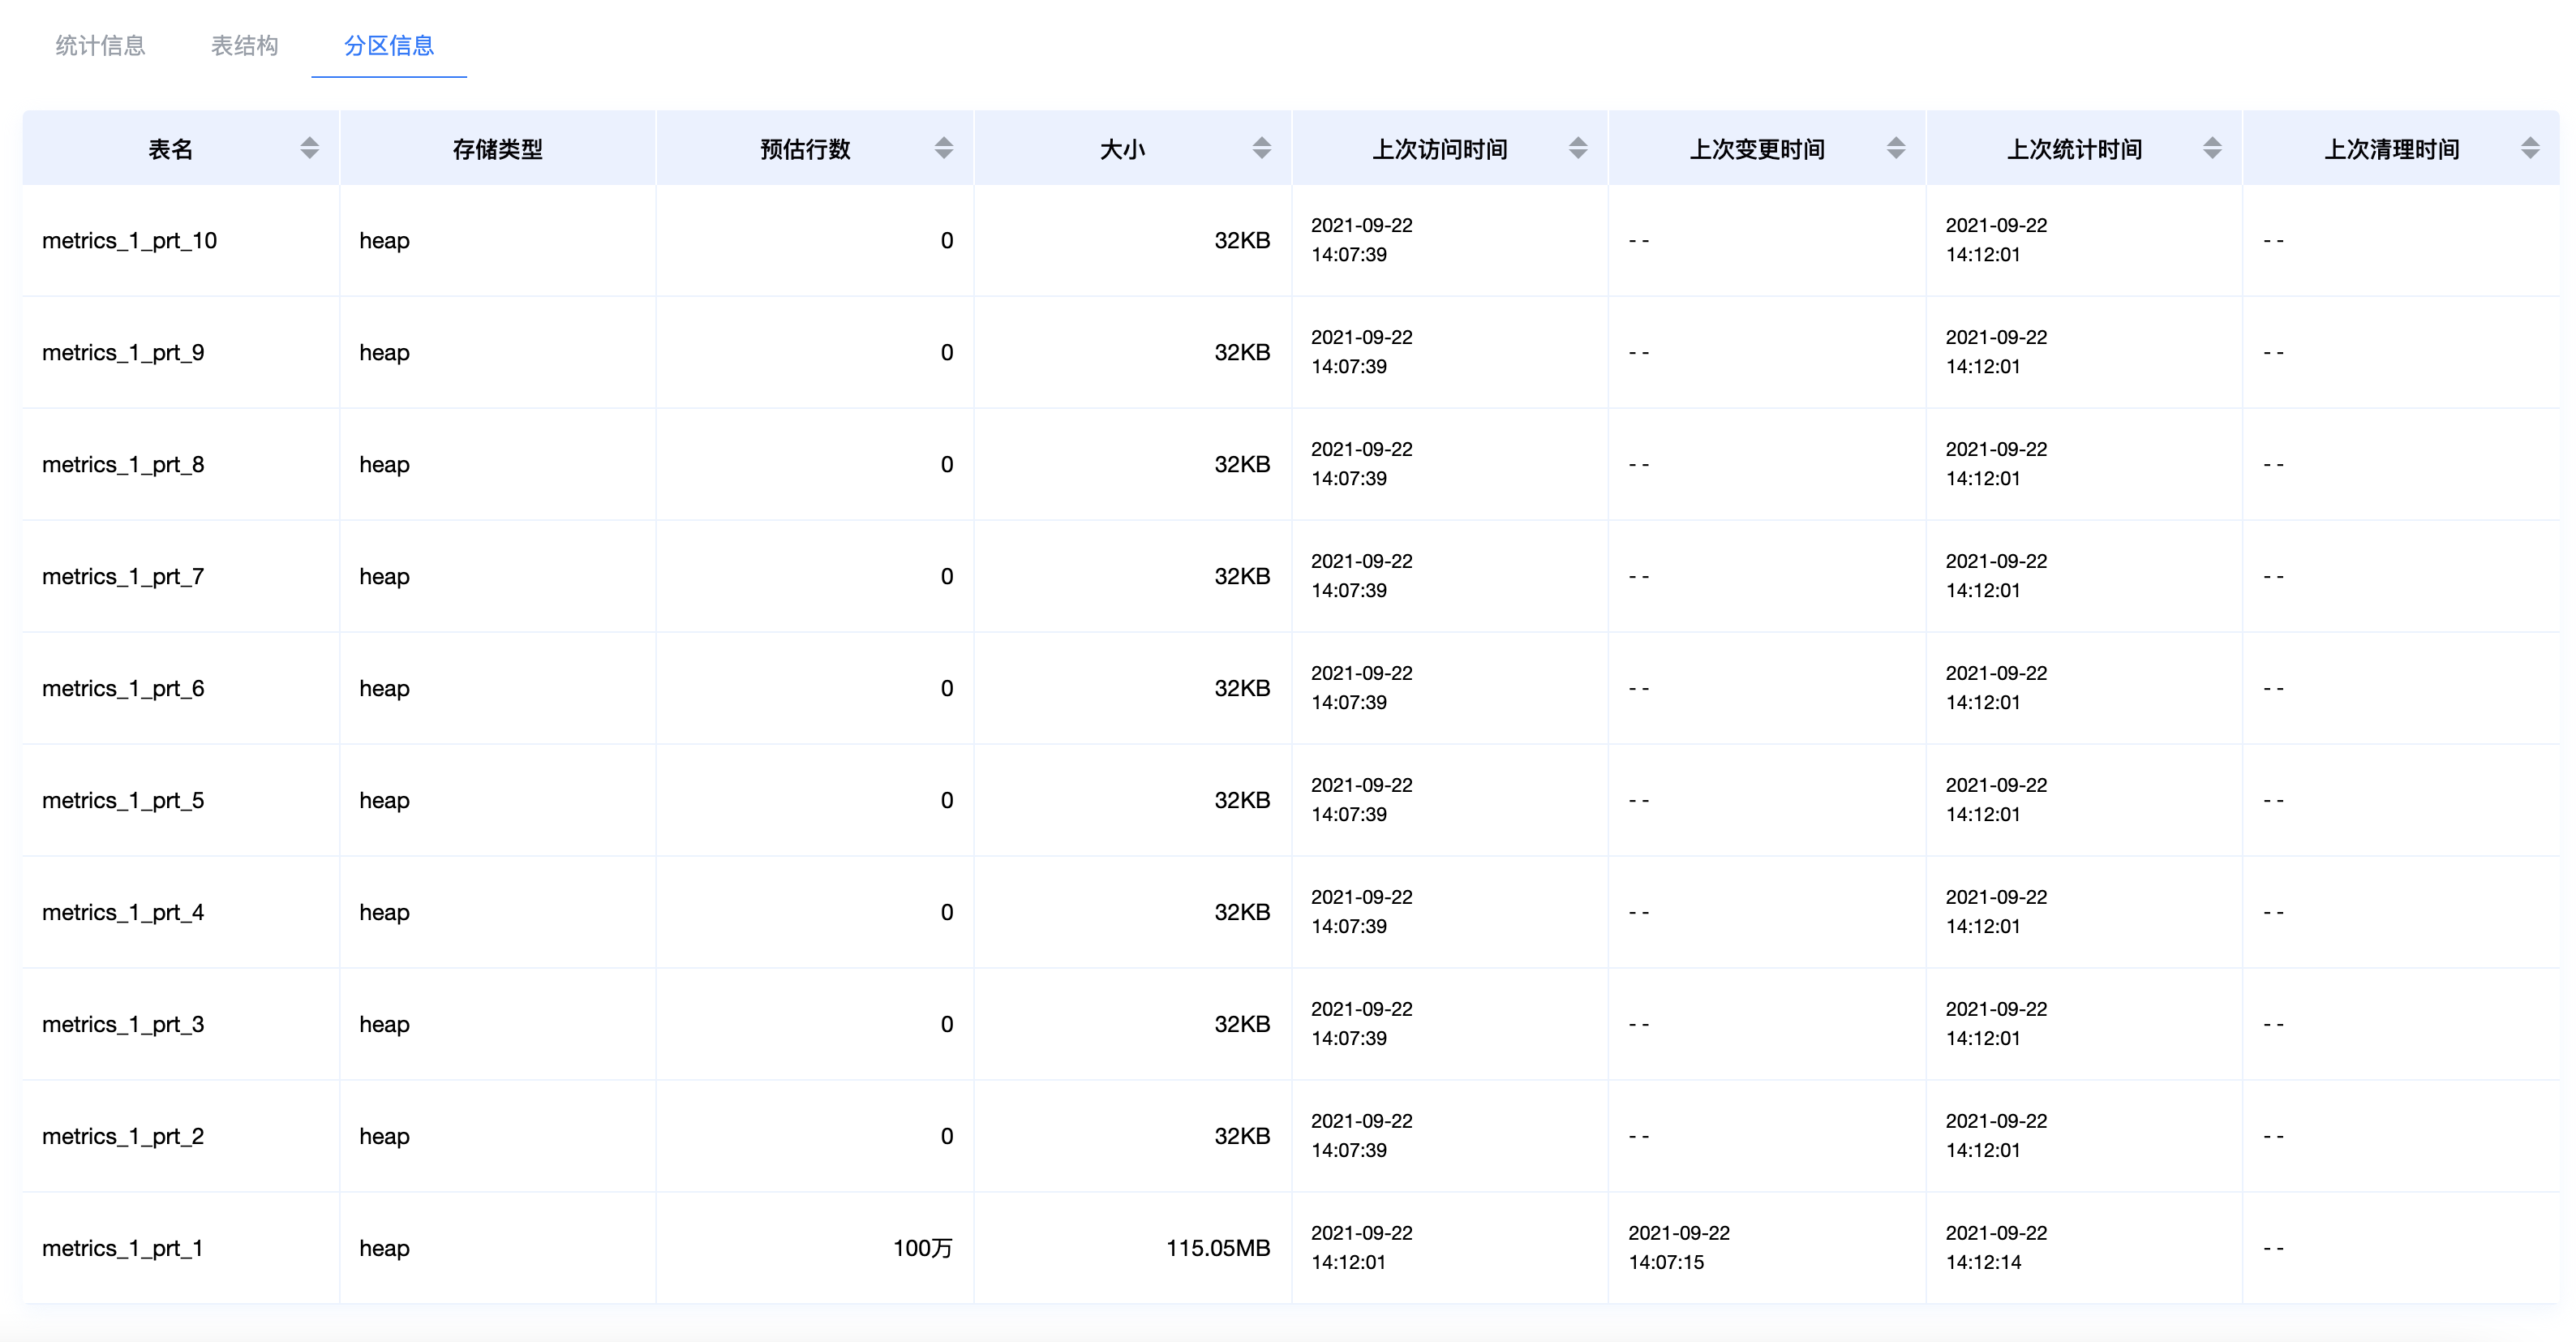 统计信息 表结构 分区信息
表名 存储类型 预估行数 大小 上次访问时间 上次变更时间 上次统计时间 上次清理时间
metrics_1_prt_10 heap 0 32KB 2021-09-22 14:07:39 - - 2021-09-22 14:12:01 - -
metrics_1_prt_9 heap 0 32KB 2021-09-22 14:07:39 - - 2021-09-22 14:12:01 - -
metrics_1_prt_8 heap 0 32KB 2021-09-22 14:07:39 - - 2021-09-22 14:12:01 - -
metrics_1_prt_7 heap 0 32KB 2021-09-22 14:07:39 - - 2021-09-22 14:12:01 - -
metrics_1_prt_6 heap 0 32KB 2021-09-22 14:07:39 - - 2021-09-22 14:12:01 - -
metrics_1_prt_5 heap 0 32KB 2021-09-22 14:07:39 - - 2021-09-22 14:12:01 - -
metrics_1_prt_4 heap 0 32KB 2021-09-22 14:07:39 - - 2021-09-22 14:12:01 - -
metrics_1_prt_3 heap 0 32KB 2021-09-22 14:07:39 - - 2021-09-22 14:12:01 - -
metrics_1_prt_2 heap 0 32KB 2021-09-22 14:07:39 - - 2021-09-22 14:12:01 - -
metrics_1_prt_1 heap 100万 115.05MB 2021-09-22 14:12:01 2021-09-22 14:07:15 2021-09-22 14:12:14 - -